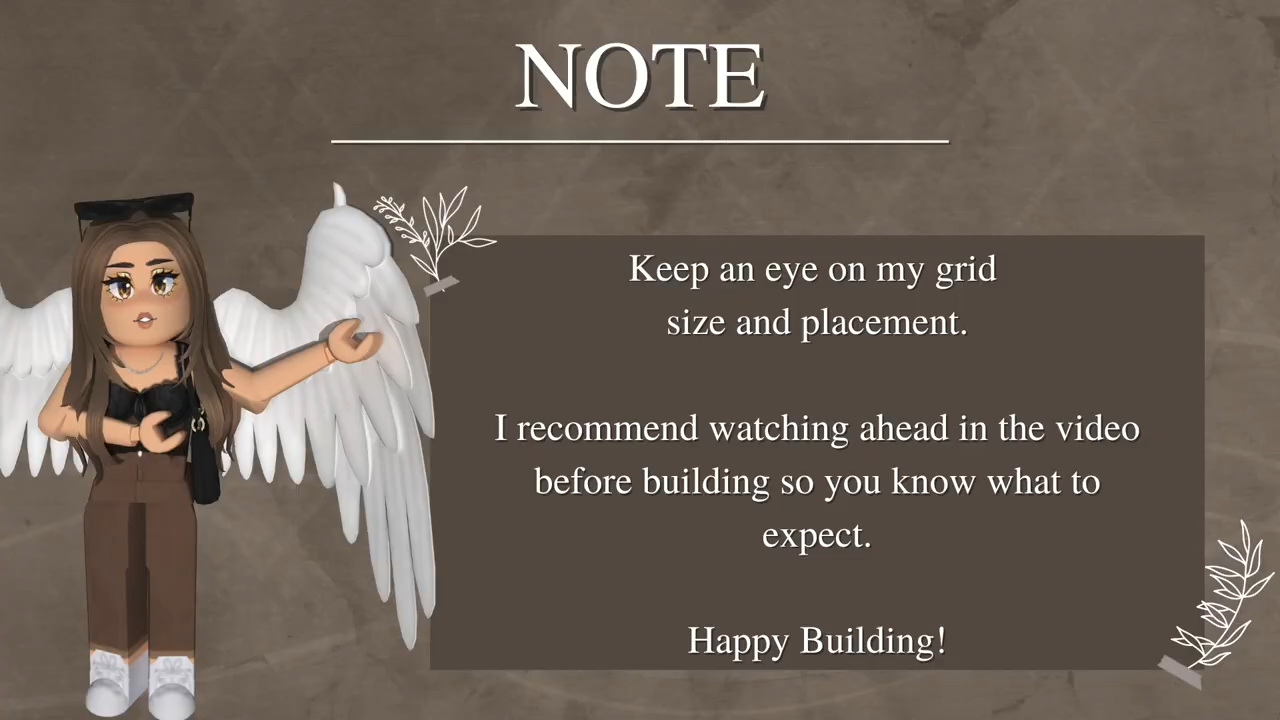 NOTE
Keep an eye on my grid
size and placement.
I recommend watching ahead in the video
before building so you know what to
expect.
Happy Building!